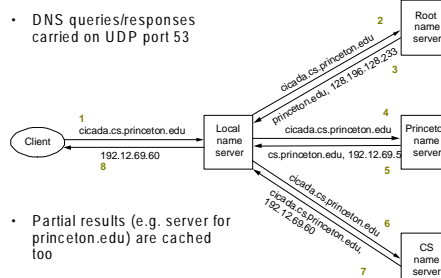 • DNS queries/responses
carried on UDP port 53
2
Root
name
server
cicada.cs.princeton.edu
princeton.edu, 128.196.128.233
3
1
cicada.cs.princeton.edu
Client
192.12.69.60
8
Local
name
server
4
cicada.cs.princeton.edu
cs.princeton.edu, 192.12.69.5
5
Princeto
name
server
cicada.cs.princeton.edu
cicada.cs.princeton.edu,
192.12.69.60
6
7
CS
name
server
• Partial results (e.g. server for
princeton.edu) are cached
too